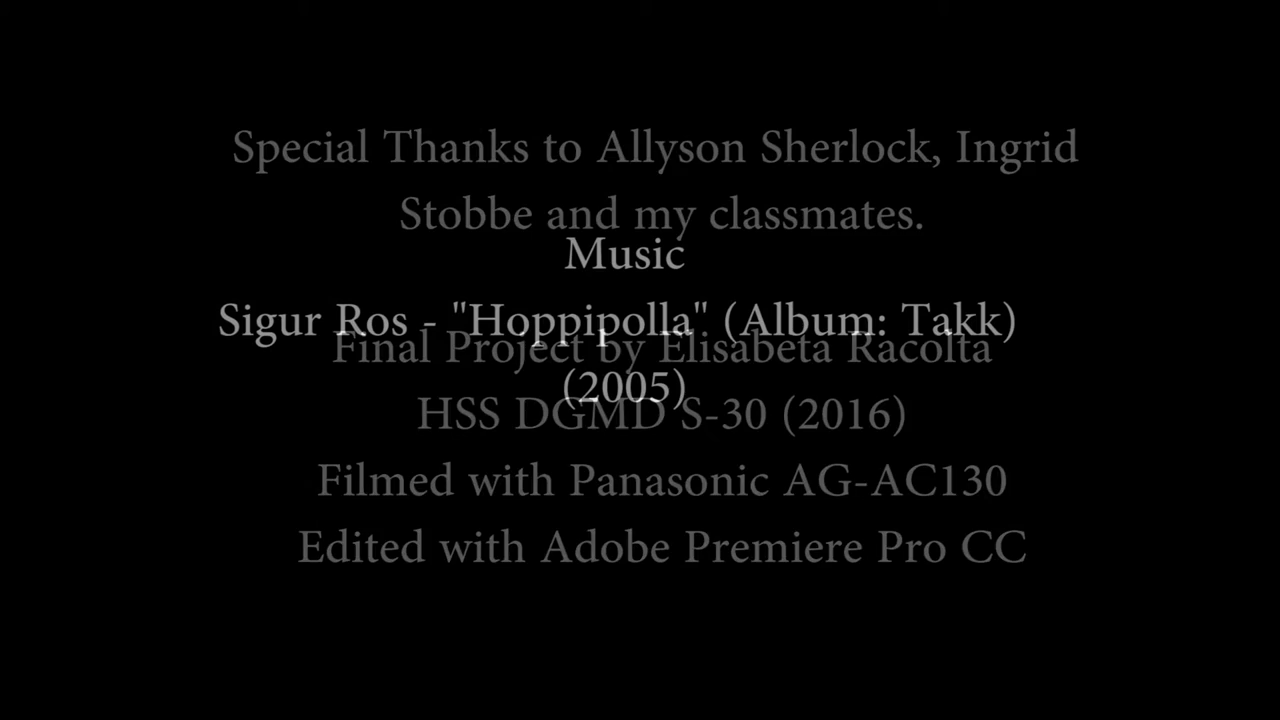 Special Thanks to Allyson Sherlock, Ingrid
Stobbe and my classmates.
Music
Sigur Ros - "Hoppipolla" (Album: Takk)
(2005)
Final Project by Elisabeta Racolta
HSS DGMD S-30 (2016)
Filmed with Panasonic AG-AC130
Edited with Adobe Premiere Pro CC